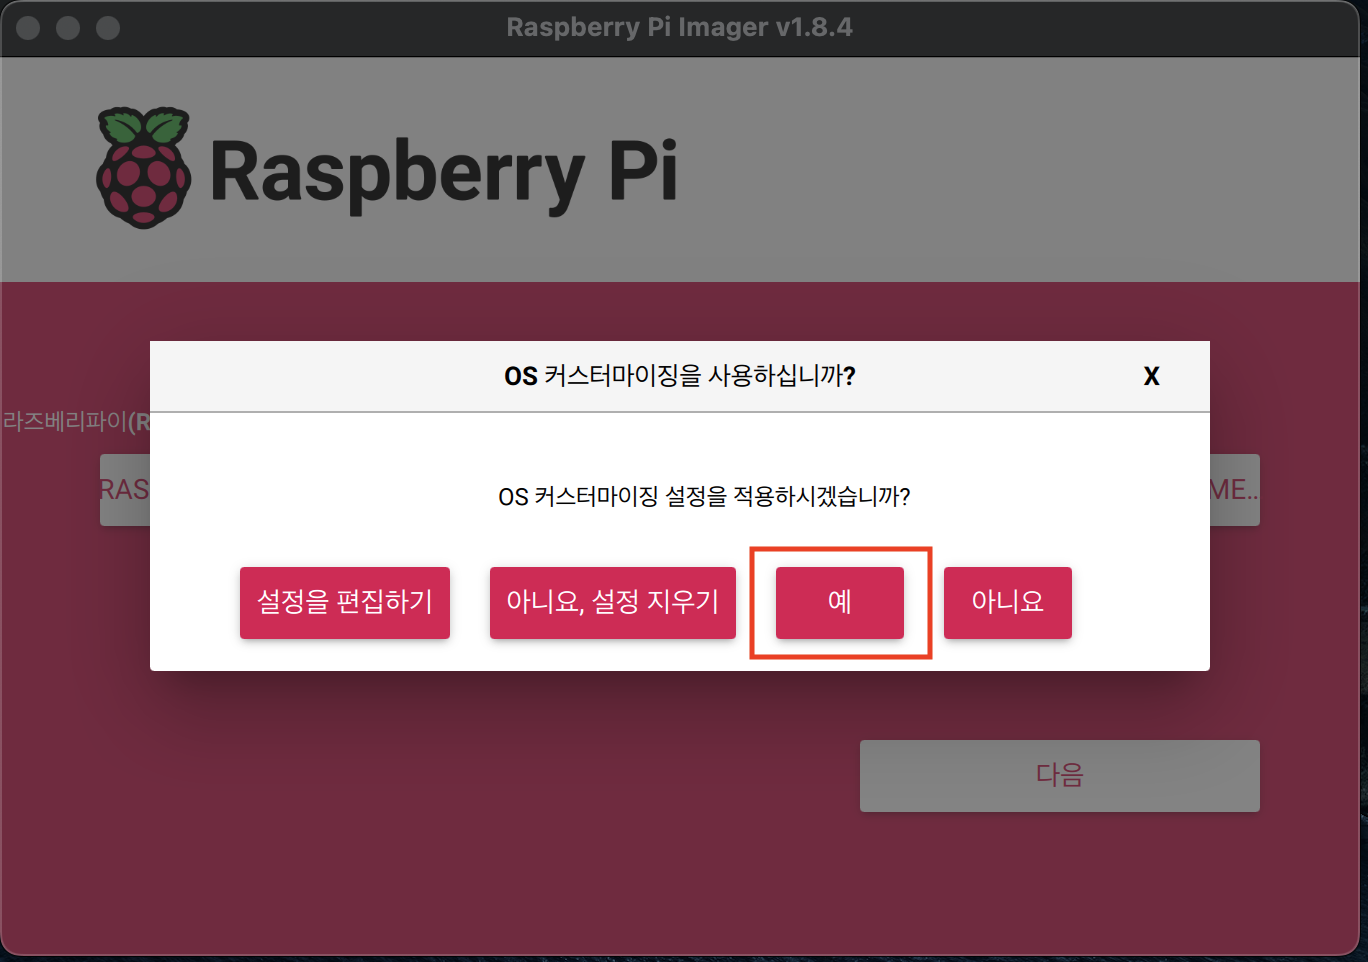 Raspberry Pi Imager v1.8.4
Raspberry Pi
OS 커스터마이징을 사용하십니까?
X
라즈베리파이(R
OS 커스터마이징 설정을 적용하시겠습니까?
RAS
ME..
설정을 편집하기
아니요, 설정 지우기
예
아니요
다음